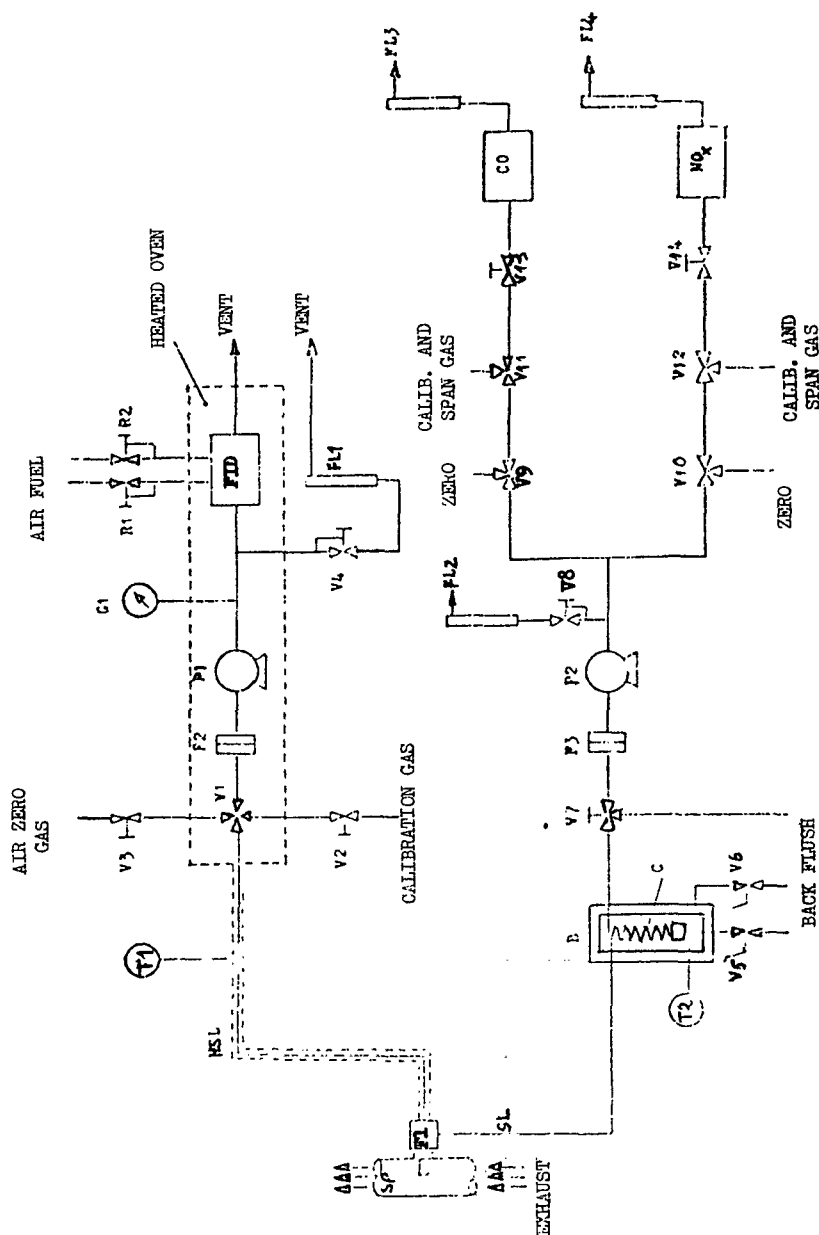 FL3
FL4
CO
NOx
V13
V14
CALIB. AND
SPAN GAS
V11
V12
CALIB. AND
SPAN GAS
ZERO
V9
V10
ZERO
FL2
V8
P2
F3
V7
BACK FLUSH
V6
V5
C
B
T2
SL
HEATED OVEN
VENT
VENT
AIR FUEL
R1
R2
FID
FL1
V4
G1
P1
F2
V1
AIR ZERO
GAS
V3
V2
CALIBRATION GAS
T1
HSL
F1
SP
EXHAUST